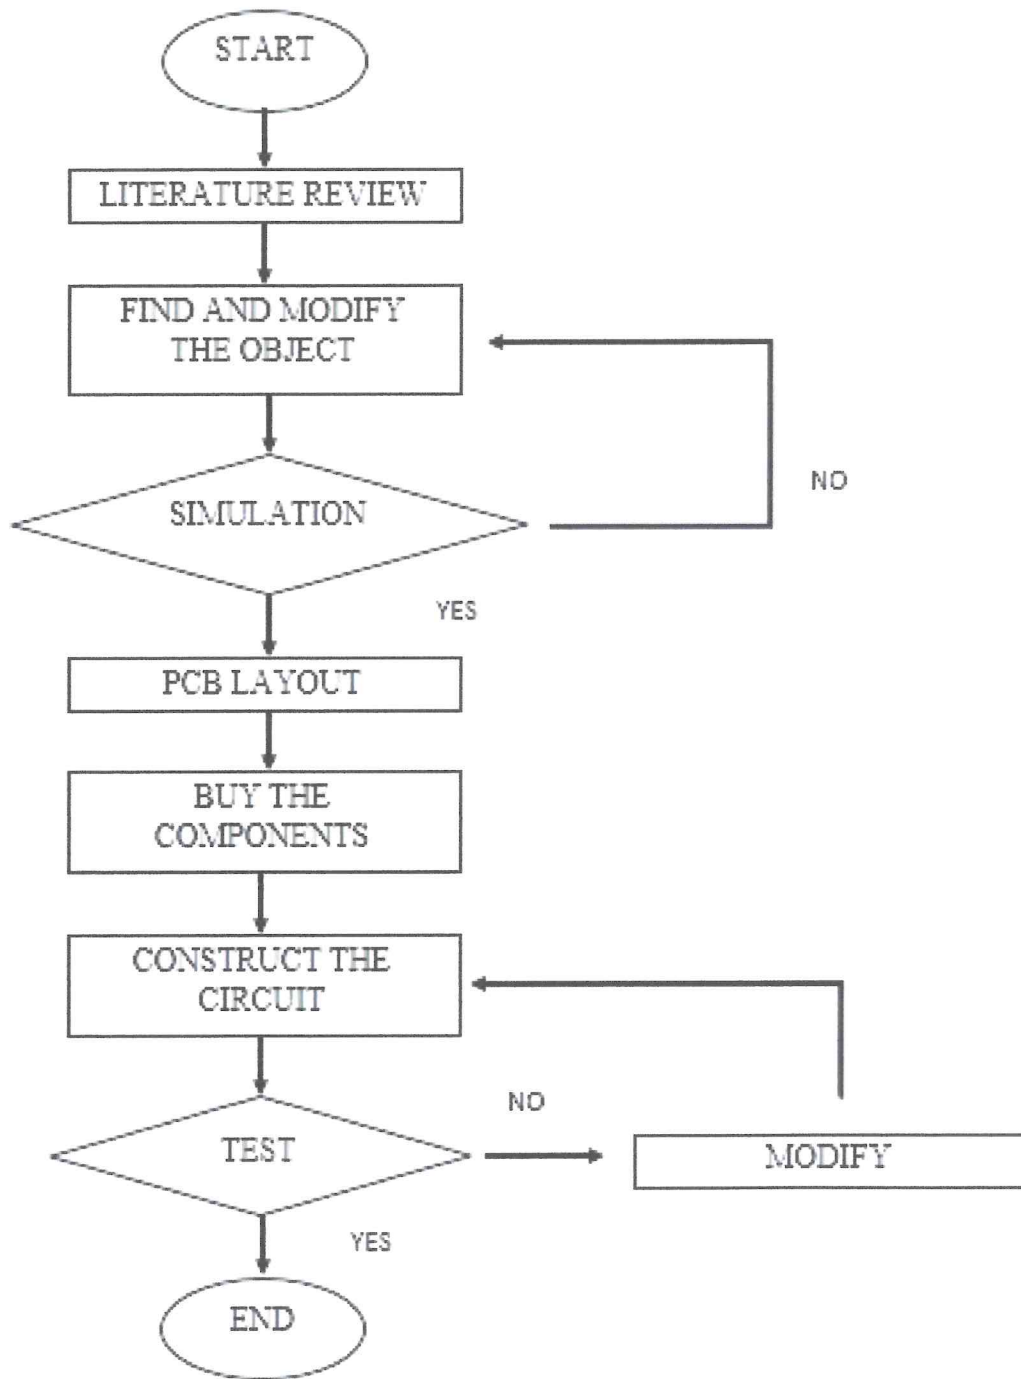 START
LITERATURE REVIEW
FIND AND MODIFY
THE OBJECT
SIMULATION
NO
YES
PCB LAYOUT
BUY THE
COMPONENTS
CONSTRUCT THE
CIRCUIT
NO
TEST
MODIFY
YES
END